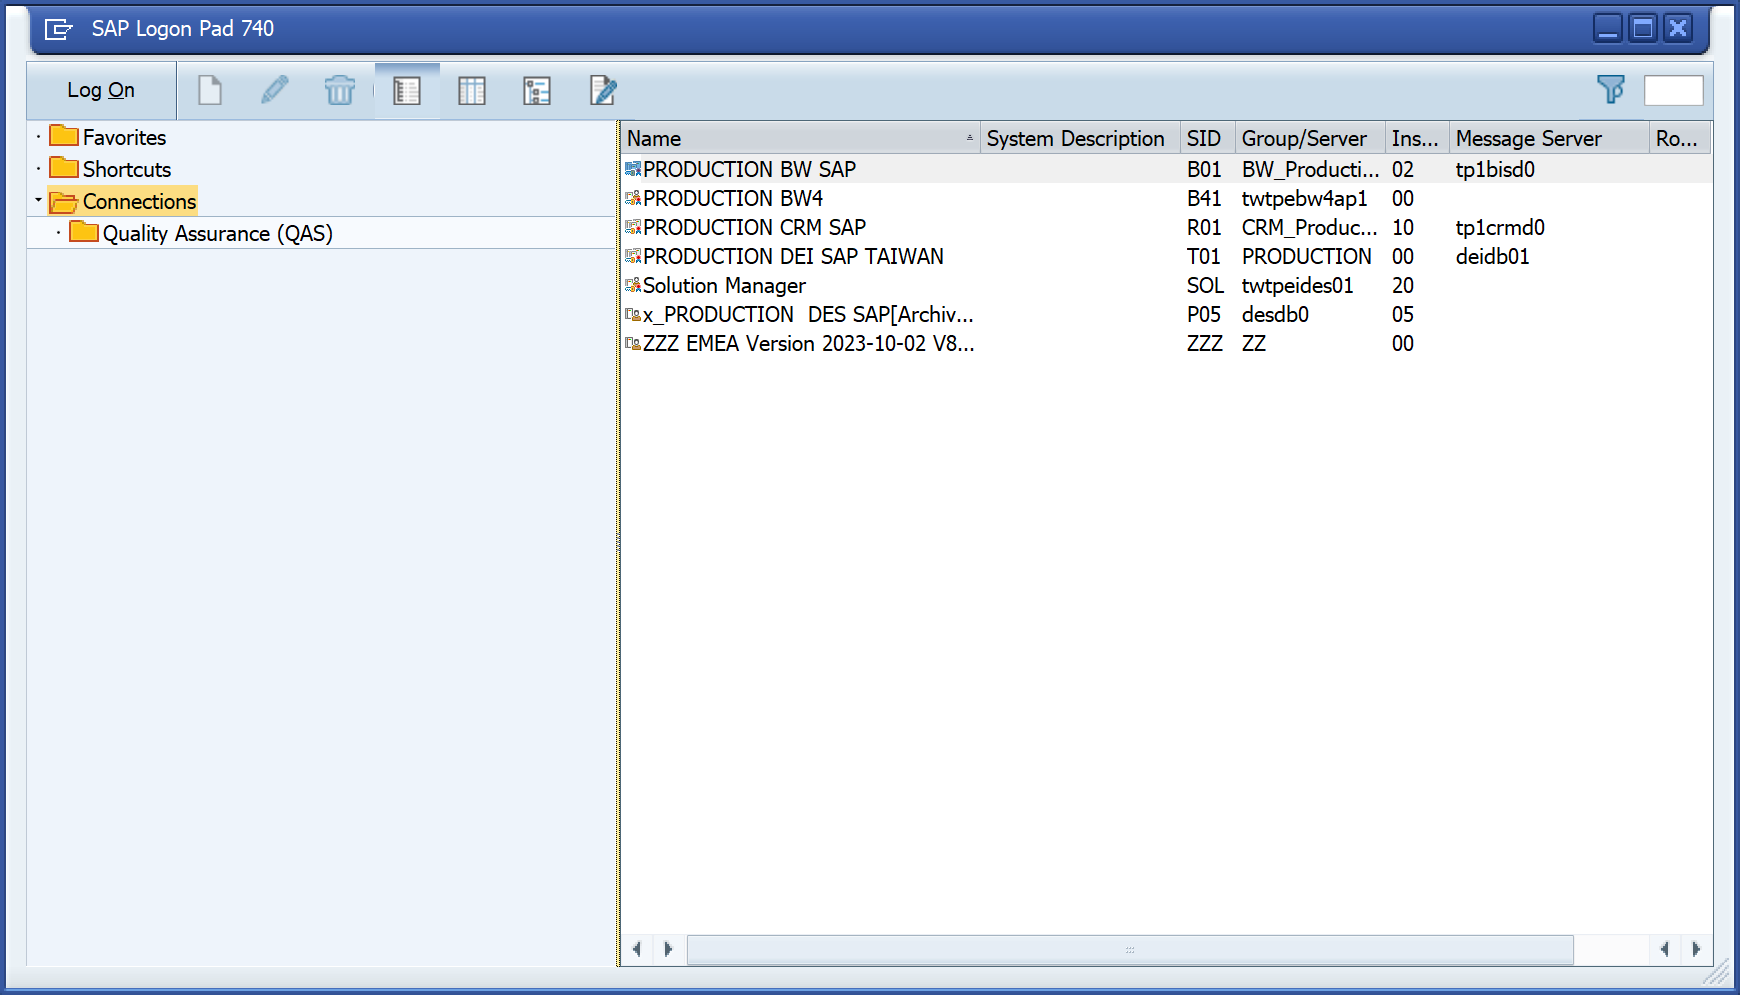 SAP Logon Pad 740
Log On
Favorites
Shortcuts
Connections
Quality Assurance (QAS)
Name System Description SID Group/Server Ins... Message Server Ro...
PRODUCTION BW SAP B01 BW_Producti... 02 tp1bisd0
PRODUCTION BW4 B41 twtpebw4ap1 00
PRODUCTION CRM SAP R01 CRM_Produc... 10 tp1crmd0
PRODUCTION DEI SAP TAIWAN T01 PRODUCTION 00 deidb01
Solution Manager SOL twtpeides01 20
x_PRODUCTION  DES SAP[Archiv... P05 desdb0 05
ZZZ EMEA Version 2023-10-02 V8... ZZZ ZZ 00